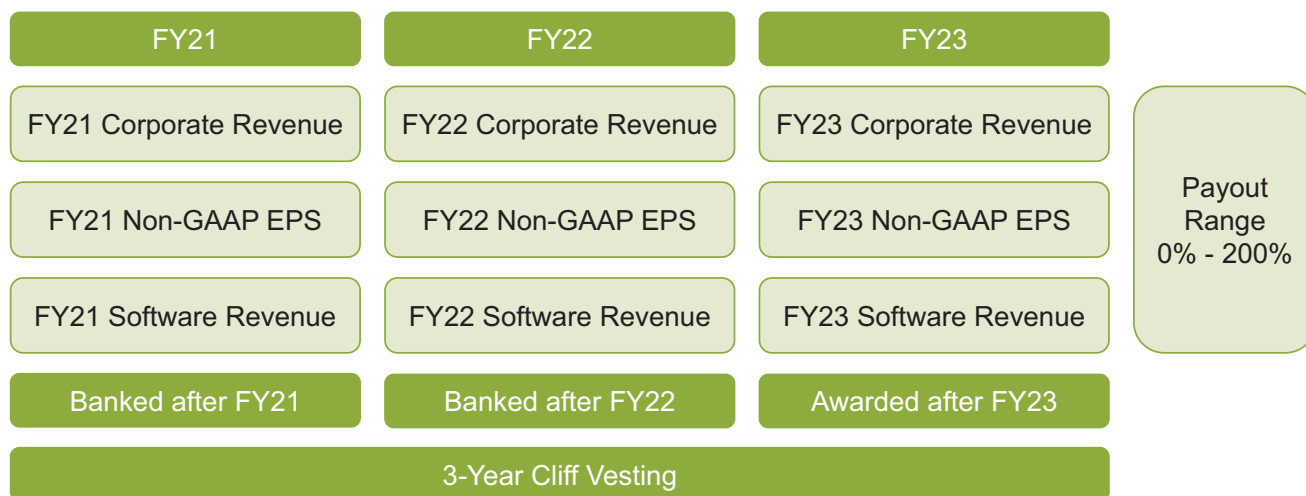 FY21
FY22
FY23
FY21 Corporate Revenue
FY22 Corporate Revenue
FY23 Corporate Revenue
FY21 Non-GAAP EPS
FY22 Non-GAAP EPS
FY23 Non-GAAP EPS
FY21 Software Revenue
FY22 Software Revenue
FY23 Software Revenue
Payout
Range
0% - 200%
Banked after FY21
Banked after FY22
Awarded after FY23
3-Year Cliff Vesting